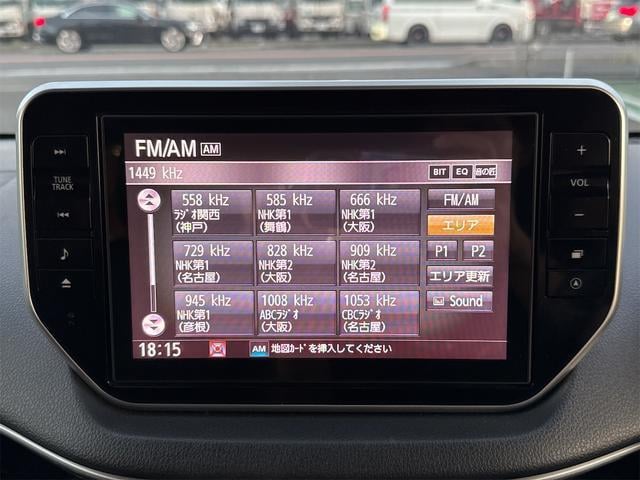 FM/AM AM
1449 kHz
BIT EQ 音の匠
TUNE
TRACK
VOL
558 kHz
ﾗｼﾞｵ関西
(神戸)
585 kHz
NHK第1
(舞鶴)
666 kHz
NHK第1
(大阪)
FM/AM
エリア
729 kHz
NHK第1
(名古屋)
828 kHz
NHK第2
(大阪)
909 kHz
NHK第2
(名古屋)
P1 P2
エリア更新
945 kHz
NHK第1
(彦根)
1008 kHz
ABCﾗｼﾞｵ
(大阪)
1053 kHz
CBCﾗｼﾞｵ
(名古屋)
Sound
18:15
AM 地図ｶｰﾄﾞを挿入してください